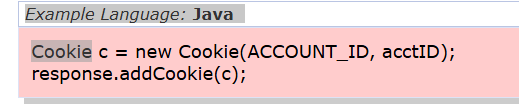 Example Language: Java
Cookie c = new Cookie(ACCOUNT_ID, acctID);
response.addCookie(c);